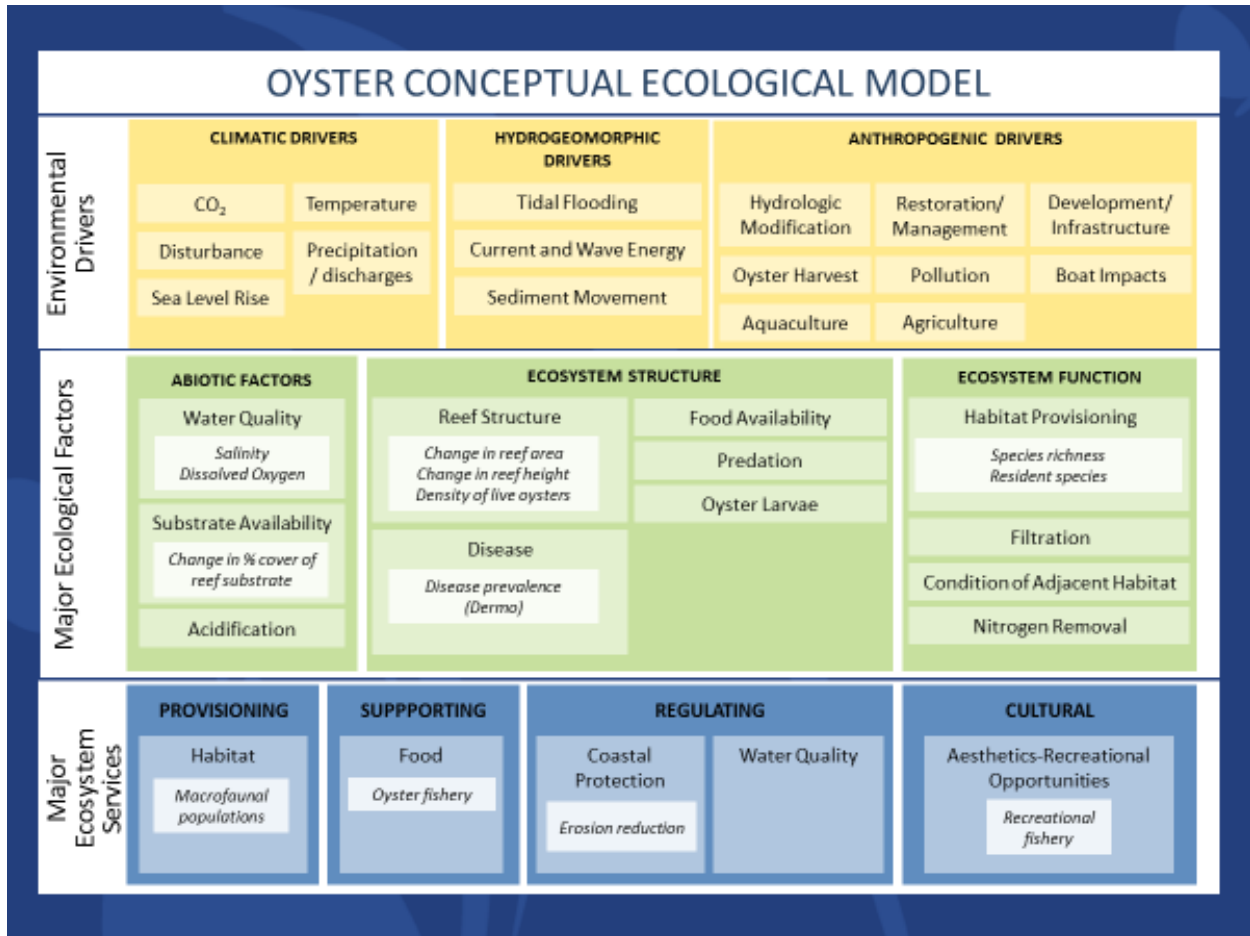 OYSTER CONCEPTUAL ECOLOGICAL MODEL
Environmental
Drivers
CLIMATIC DRIVERS
CO₂
Temperature
Disturbance
Precipitation
/ discharges
Sea Level Rise
HYDROGEOMORPHIC
DRIVERS
Tidal Flooding
Current and Wave Energy
Sediment Movement
ANTHROPOGENIC DRIVERS
Hydrologic
Modification
Restoration/
Management
Development/
Infrastructure
Oyster Harvest
Pollution
Boat Impacts
Aquaculture
Agriculture
Major Ecological Factors
ABIOTIC FACTORS
Water Quality
Salinity
Dissolved Oxygen
Substrate Availability
Change in % cover of
reef substrate
Acidification
ECOSYSTEM STRUCTURE
Reef Structure
Change in reef area
Change in reef height
Density of live oysters
Disease
Disease prevalence
(Dermo)
Food Availability
Predation
Oyster Larvae
ECOSYSTEM FUNCTION
Habitat Provisioning
Species richness
Resident species
Filtration
Condition of Adjacent Habitat
Nitrogen Removal
Major
Ecosystem
Services
PROVISIONING
Habitat
Macrofaunal
populations
SUPPPORTING
Food
Oyster fishery
REGULATING
Coastal
Protection
Erosion reduction
Water Quality
CULTURAL
Aesthetics-Recreational
Opportunities
Recreational
fishery